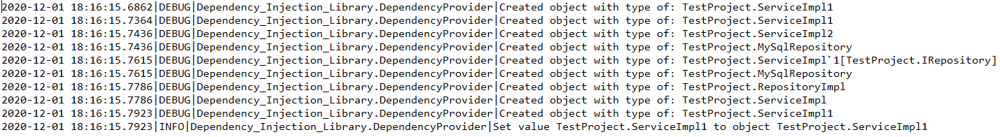 2020-12-01 18:16:15.6862|DEBUG|Dependency_Injection_Library.DependencyProvider|Created object with type of: TestProject.ServiceImpl1
2020-12-01 18:16:15.7364|DEBUG|Dependency_Injection_Library.DependencyProvider|Created object with type of: TestProject.ServiceImpl1
2020-12-01 18:16:15.7436|DEBUG|Dependency_Injection_Library.DependencyProvider|Created object with type of: TestProject.ServiceImpl2
2020-12-01 18:16:15.7436|DEBUG|Dependency_Injection_Library.DependencyProvider|Created object with type of: TestProject.MySqlRepository
2020-12-01 18:16:15.7615|DEBUG|Dependency_Injection_Library.DependencyProvider|Created object with type of: TestProject.ServiceImpl`1[TestProject.IRepository]
2020-12-01 18:16:15.7615|DEBUG|Dependency_Injection_Library.DependencyProvider|Created object with type of: TestProject.MySqlRepository
2020-12-01 18:16:15.7786|DEBUG|Dependency_Injection_Library.DependencyProvider|Created object with type of: TestProject.RepositoryImpl
2020-12-01 18:16:15.7786|DEBUG|Dependency_Injection_Library.DependencyProvider|Created object with type of: TestProject.ServiceImpl
2020-12-01 18:16:15.7923|DEBUG|Dependency_Injection_Library.DependencyProvider|Created object with type of: TestProject.ServiceImpl1
2020-12-01 18:16:15.7923|INFO|Dependency_Injection_Library.DependencyProvider|Set value TestProject.ServiceImpl1 to object TestProject.ServiceImpl1